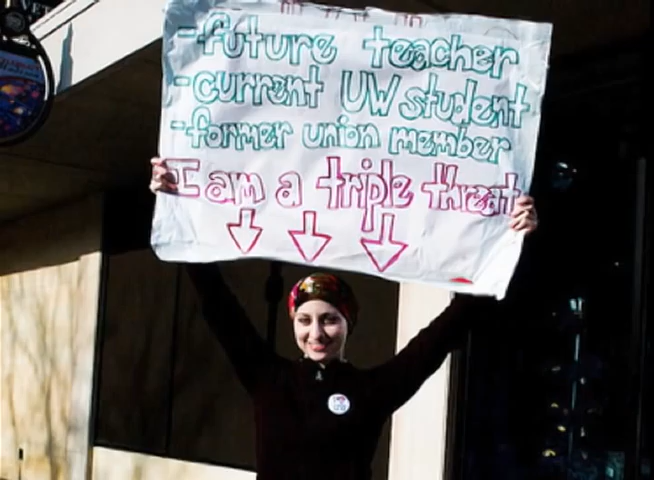 -future teacher
-current UW student
-former union member
I am a triple threat